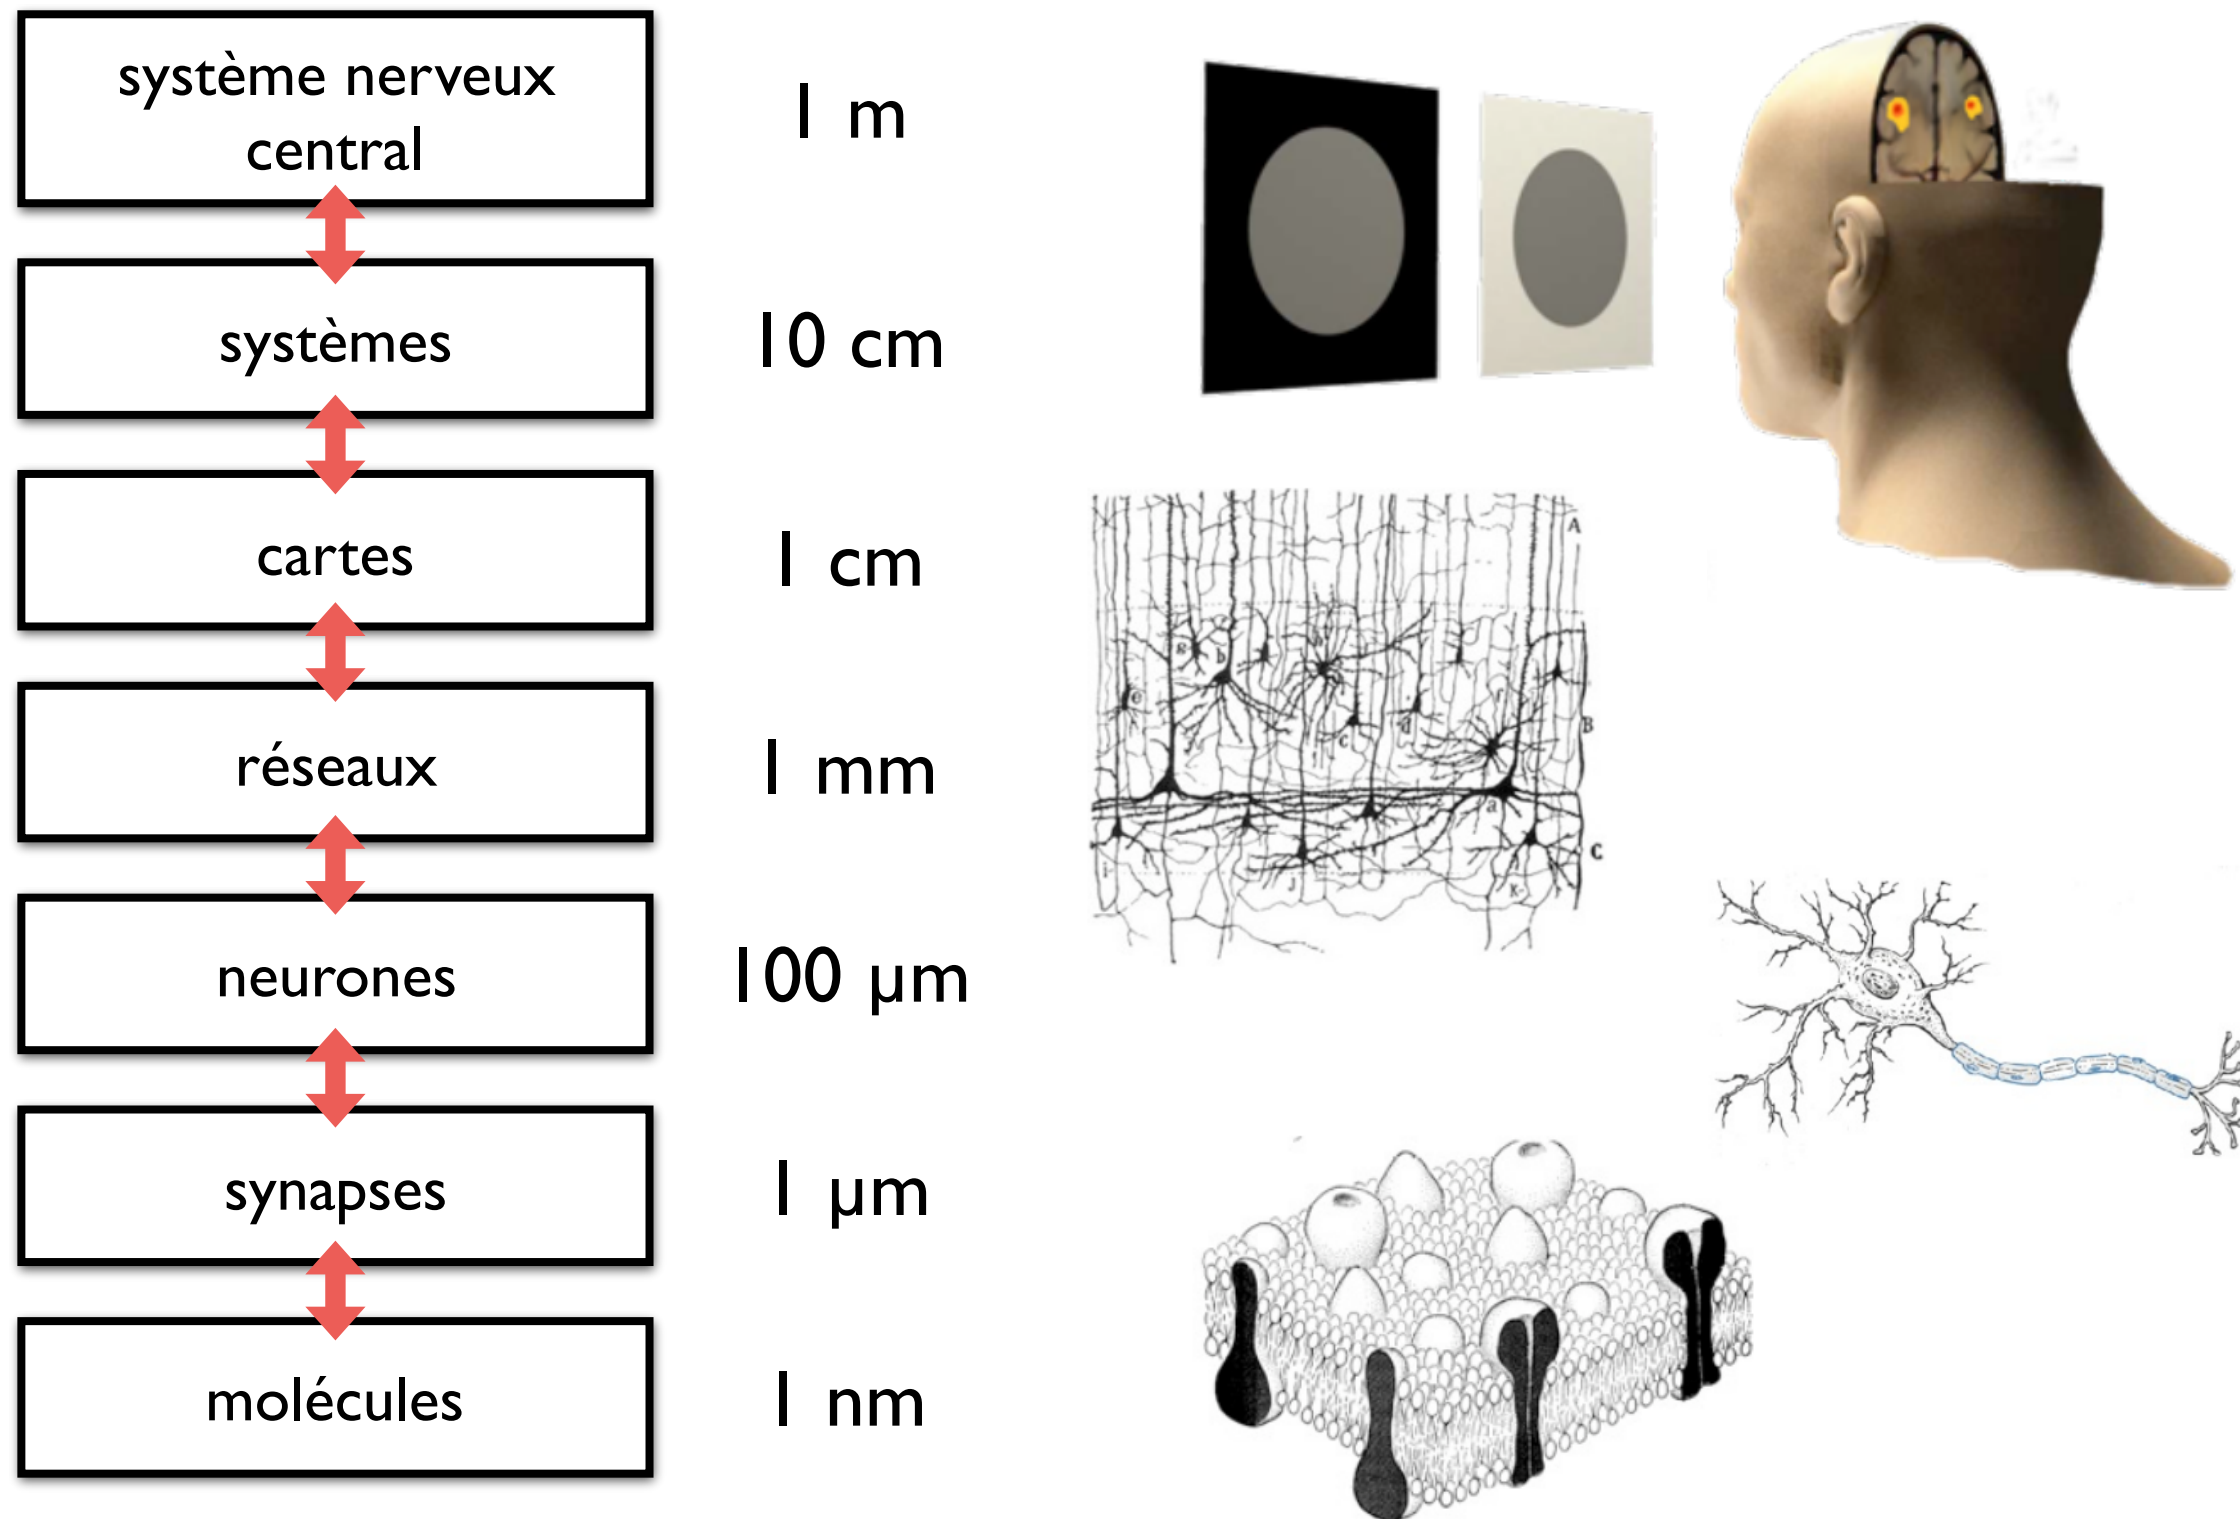 système nerveux
central
1 m
systèmes
10 cm
cartes
1 cm
réseaux
1 mm
neurones
100 µm
synapses
1 µm
molécules
1 nm
A
g
b
h
e
f
B
c
d
a
C
i
j
K